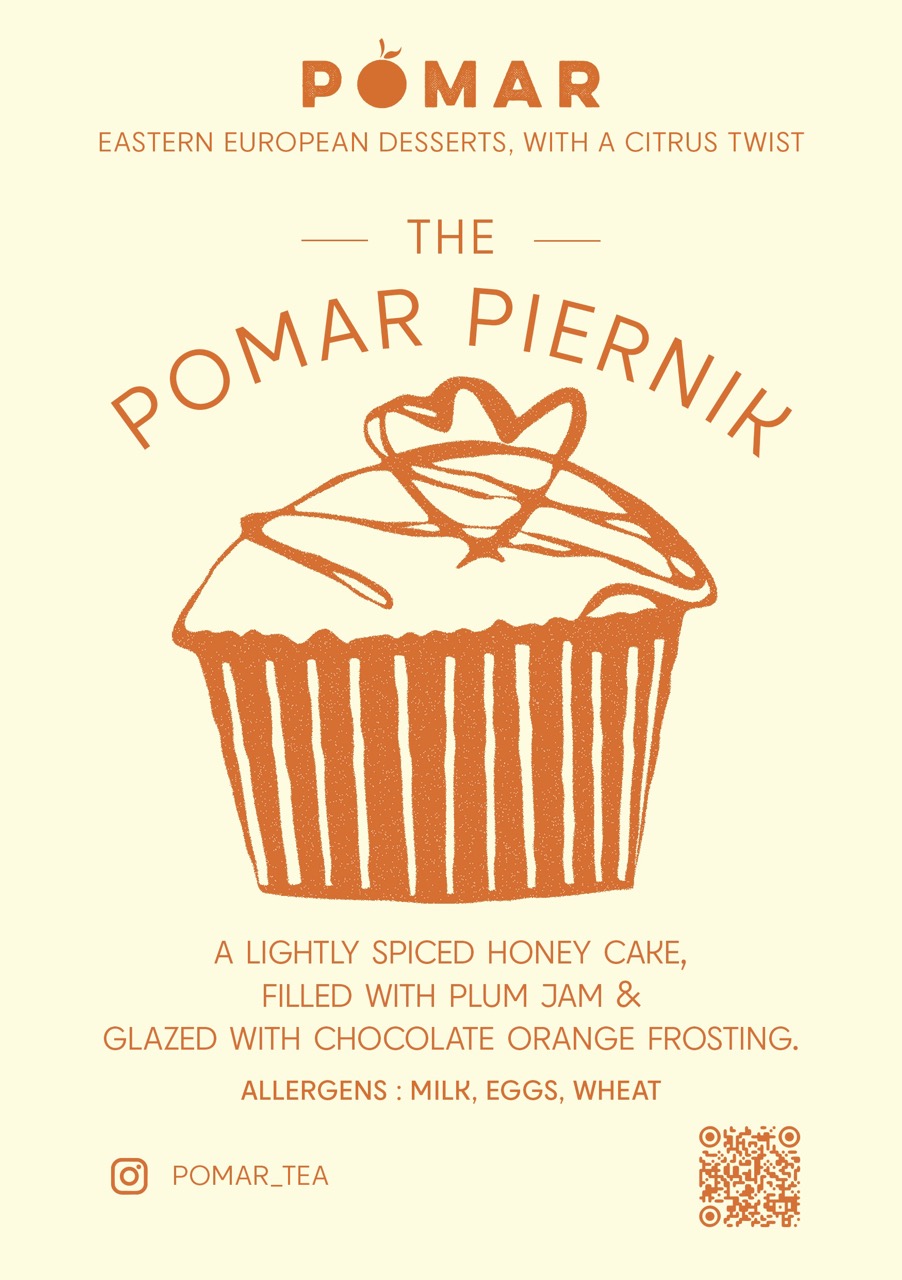 POMAR
EASTERN EUROPEAN DESSERTS, WITH A CITRUS TWIST
THE
POMAR PIERNIK
A LIGHTLY SPICED HONEY CAKE,
FILLED WITH PLUM JAM &
GLAZED WITH CHOCOLATE ORANGE FROSTING.
ALLERGENS : MILK, EGGS, WHEAT
POMAR_TEA